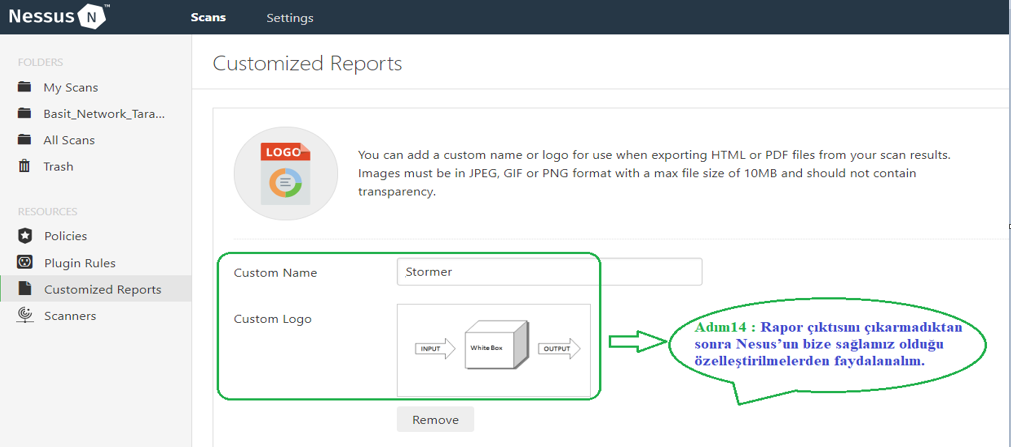 Nessus N ™
Scans
Settings
FOLDERS
My Scans
Basit_Network_Tara...
All Scans
Trash
RESOURCES
Policies
Plugin Rules
Customized Reports
Scanners
Customized Reports
LOGO
You can add a custom name or logo for use when exporting HTML or PDF files from your scan results.
Images must be in JPEG, GIF or PNG format with a max file size of 10MB and should not contain
transparency.
Custom Name
Stormer
Custom Logo
INPUT
White Box
OUTPUT
Remove
Adım14 : Rapor çıktısını çıkarmadıktan
sonra Nesus’un bize sağlamız olduğu
özelleştirilmelerden faydalanalım.